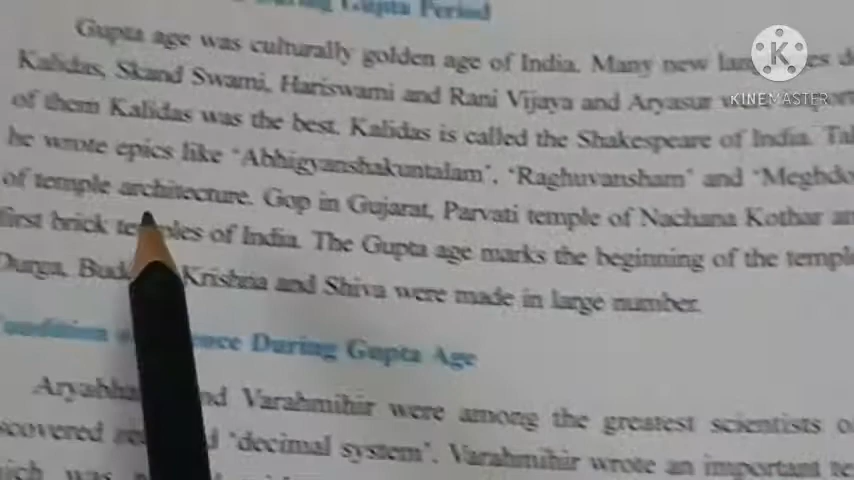 During Gupta Period
Gupta age was culturally golden age of India. Many new
Kalidas, Skand Swami, Hariswami and Rani Vijaya and Aryasur
of them Kalidas was the best. Kalidas is called the Shakespeare of India.
he wrote epics like 'Abhigyanshakuntalam', 'Raghuvansham' and
of temple architecture. Gop in Gujarat, Parvati temple of Nachana Kothar
first brick of India. The Gupta age marks the beginning of the
Durga, Krishna and Shiva were made in large number.
During Gupta Age
and Varahmihir were among the greatest scientists
'decimal system'. Varahmihir wrote an important
was
K
KINEMASTER